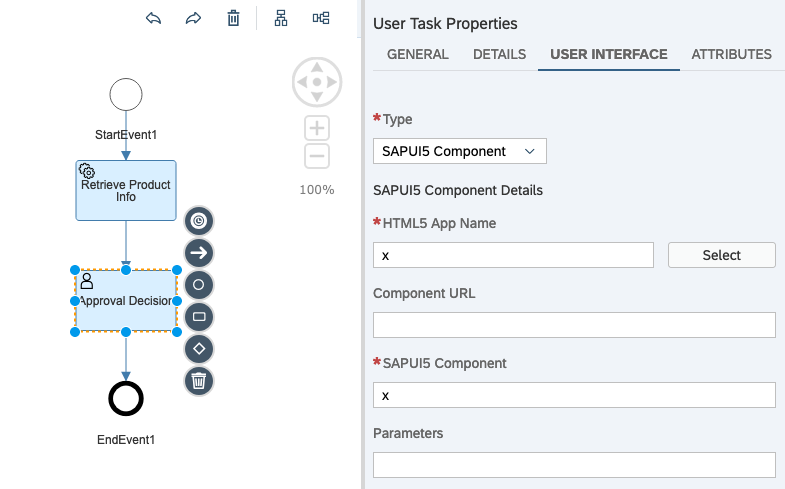 StartEvent1
Retrieve Product
Info
Approval Decision
EndEvent1
100%
User Task Properties
GENERAL DETAILS USER INTERFACE ATTRIBUTES
*Type
SAPUI5 Component
SAPUI5 Component Details
*HTML5 App Name
x Select
Component URL
*SAPUI5 Component
x
Parameters